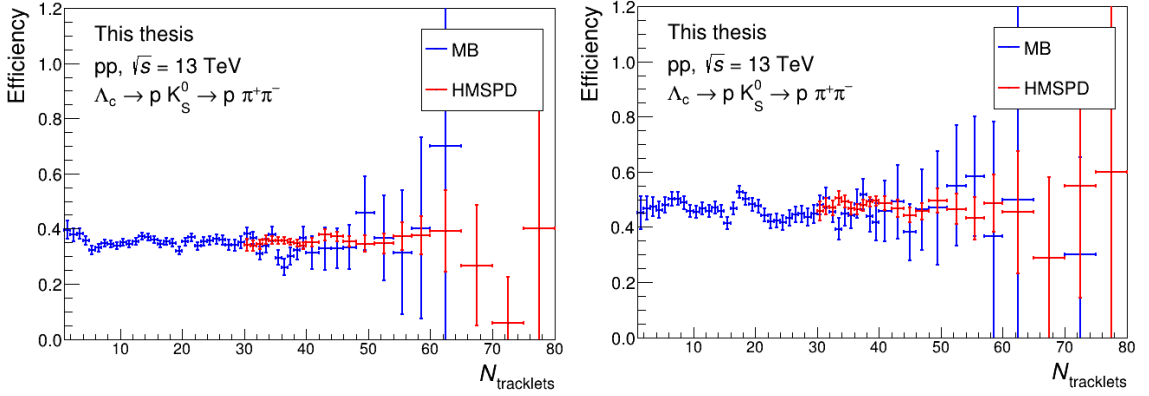 Efficiency
1.2
1.0
0.8
0.6
0.4
0.2
0.0
This thesis
pp, √s = 13 TeV
Λc → p K0S → p π+π−
MB
HMSPD
10 20 30 40 50 60 70 80
Ntracklets
Efficiency
1.2
1.0
0.8
0.6
0.4
0.2
0.0
This thesis
pp, √s = 13 TeV
Λc → p K0S → p π+π−
MB
HMSPD
10 20 30 40 50 60 70 80
Ntracklets